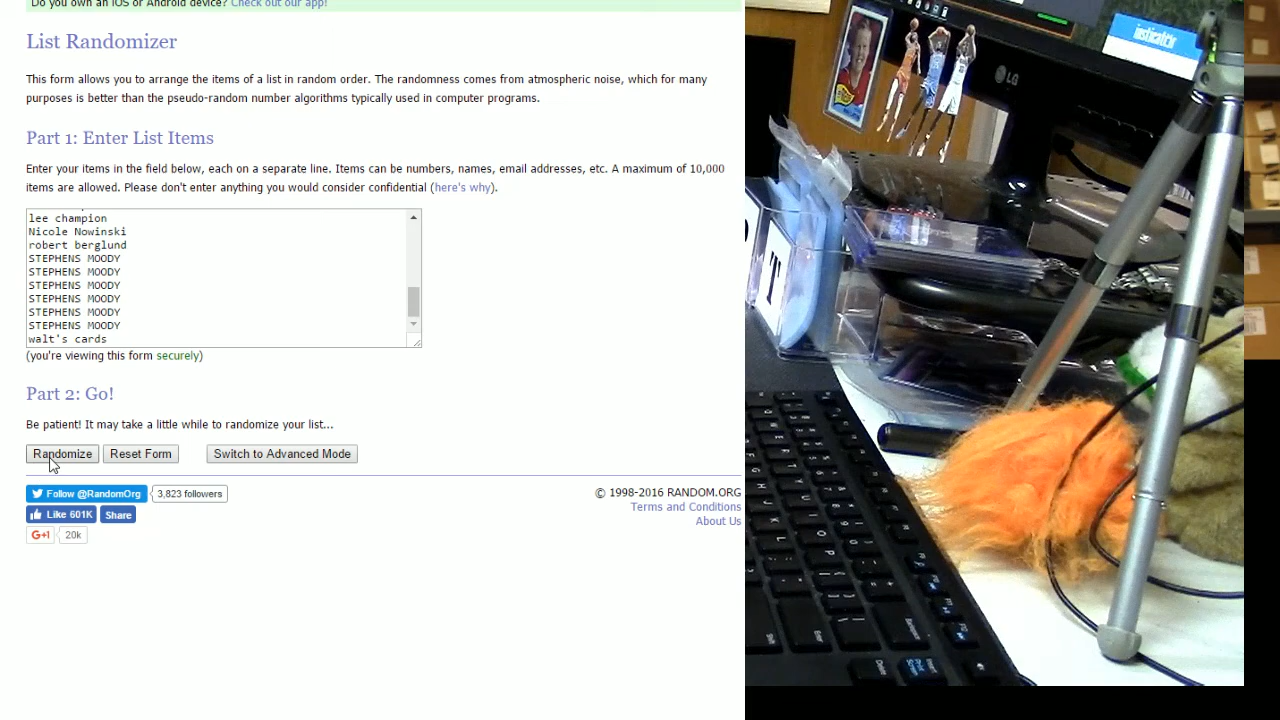 Do you own an iOS or Android device? Check out our app!
List Randomizer
This form allows you to arrange the items of a list in random order. The randomness comes from atmospheric noise, which for many
purposes is better than the pseudo-random number algorithms typically used in computer programs.
Part 1: Enter List Items
Enter your items in the field below, each on a separate line. Items can be numbers, names, email addresses, etc. A maximum of 10,000
items are allowed. Please don't enter anything you would consider confidential (here's why).
lee champion
Nicole Nowinski
robert berglund
STEPHENS MOODY
STEPHENS MOODY
STEPHENS MOODY
STEPHENS MOODY
STEPHENS MOODY
STEPHENS MOODY
walt's cards
(you're viewing this form securely)
Part 2: Go!
Be patient! It may take a little while to randomize your list...
Randomize Reset Form Switch to Advanced Mode
Follow @RandomOrg 3,823 followers
Like 601K Share
G+1 20k
© 1998-2016 RANDOM.ORG
Terms and Conditions
About Us
insticatr
LG
T